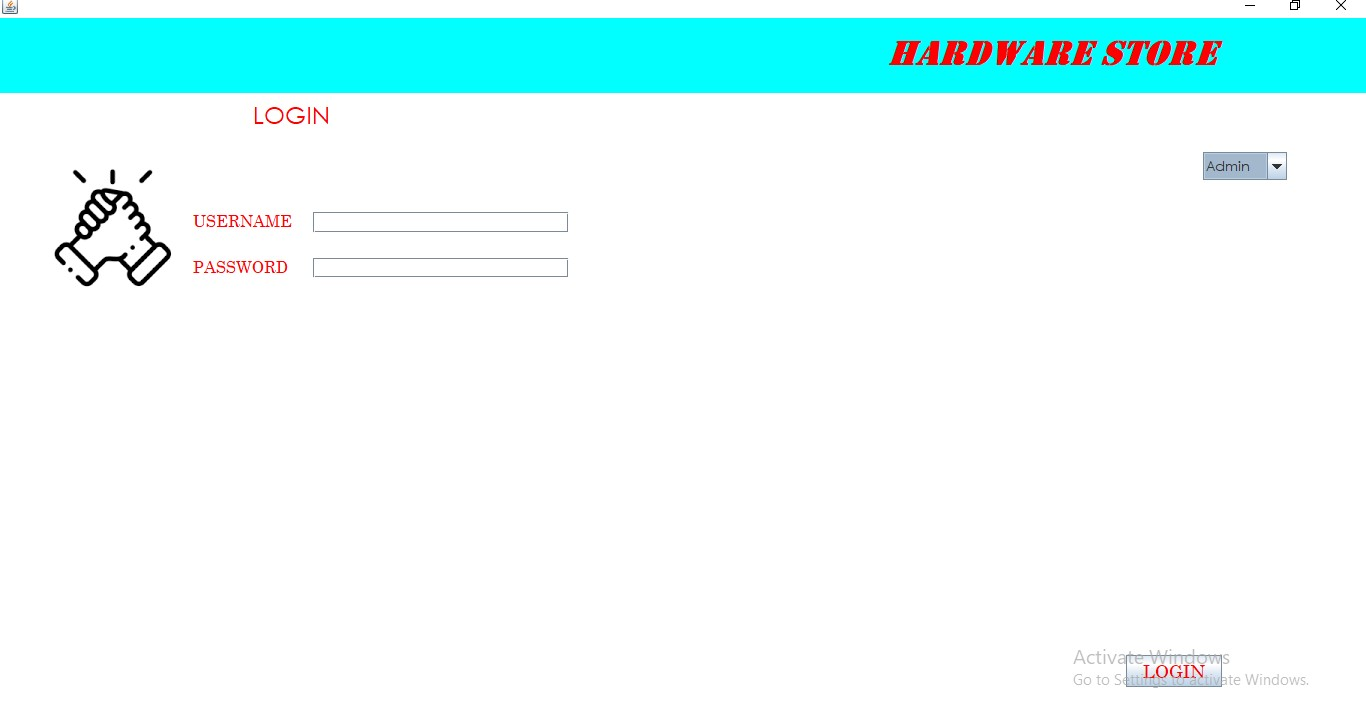 HARDWARE STORE
LOGIN
Admin
USERNAME
PASSWORD
Activate Windows
LOGIN
Go to Settings to activate Windows.